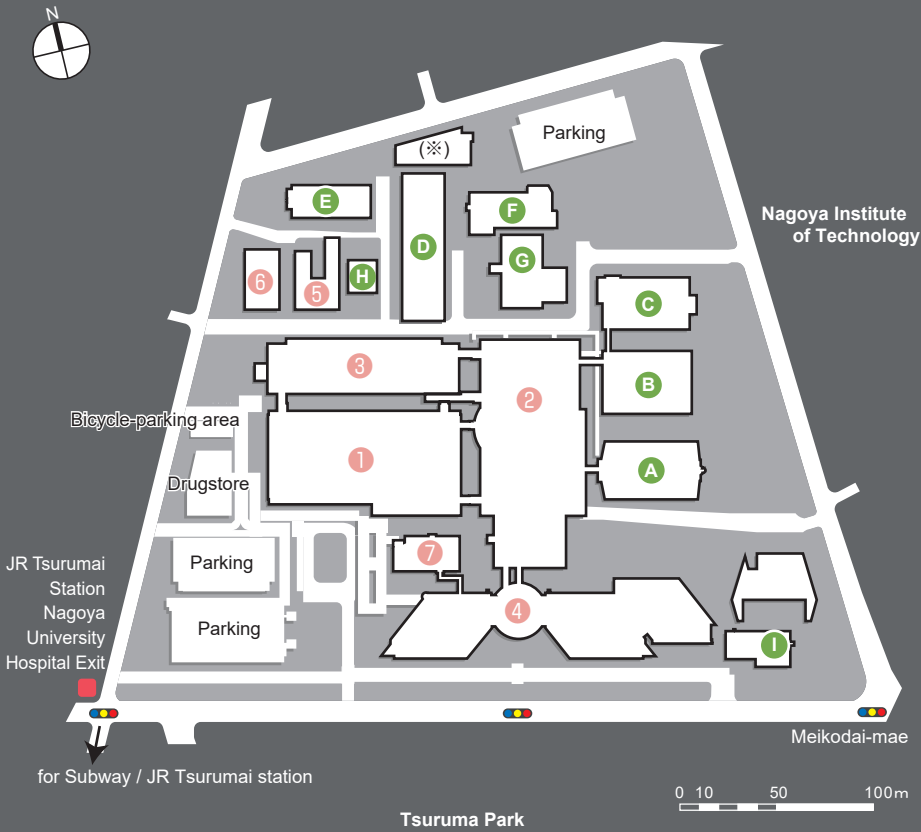 N
Parking
(※)
E
F
Nagoya Institute
of Technology
D
G
6
5
H
C
3
2
B
Bicycle-parking area
1
A
Drugstore
7
JR Tsurumai
Station
Nagoya
University
Hospital Exit
Parking
4
Parking
I
Meikodai-mae
for Subway / JR Tsurumai station
0 10 50 100m
Tsuruma Park